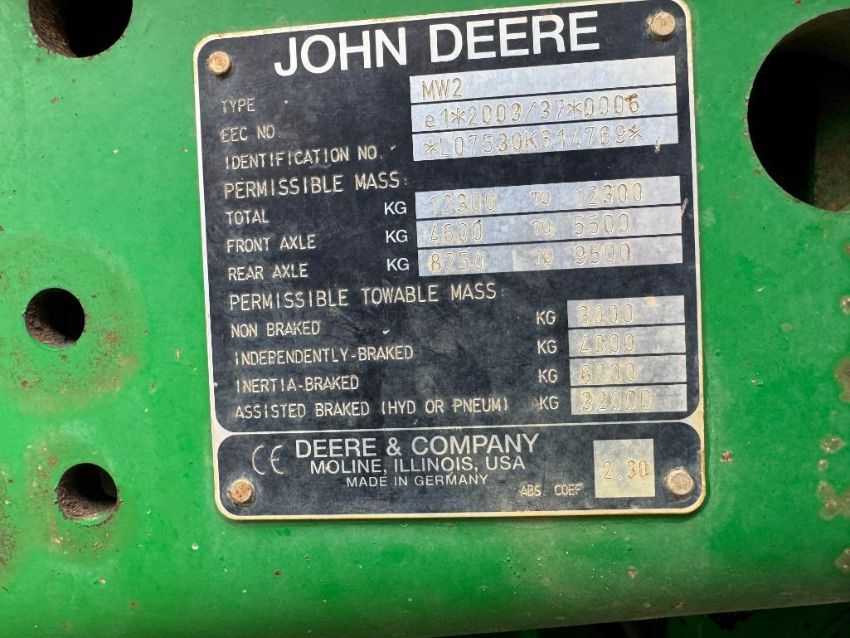 JOHN DEERE
TYPE MW2
EEC NO e1*2003/37*0006
IDENTIFICATION NO. *L07530K614769*
PERMISSIBLE MASS:
TOTAL KG 12300 TO 12300
FRONT AXLE KG 4600 TO 5500
REAR AXLE KG 8250 TO 9500
PERMISSIBLE TOWABLE MASS:
NON BRAKED KG 3000
INDEPENDENTLY-BRAKED KG 4000
INERTIA-BRAKED KG 8000
ASSISTED BRAKED (HYD OR PNEUM) KG 32000
CE DEERE & COMPANY
MOLINE, ILLINOIS, USA
MADE IN GERMANY
ABS. COEF. 2.30